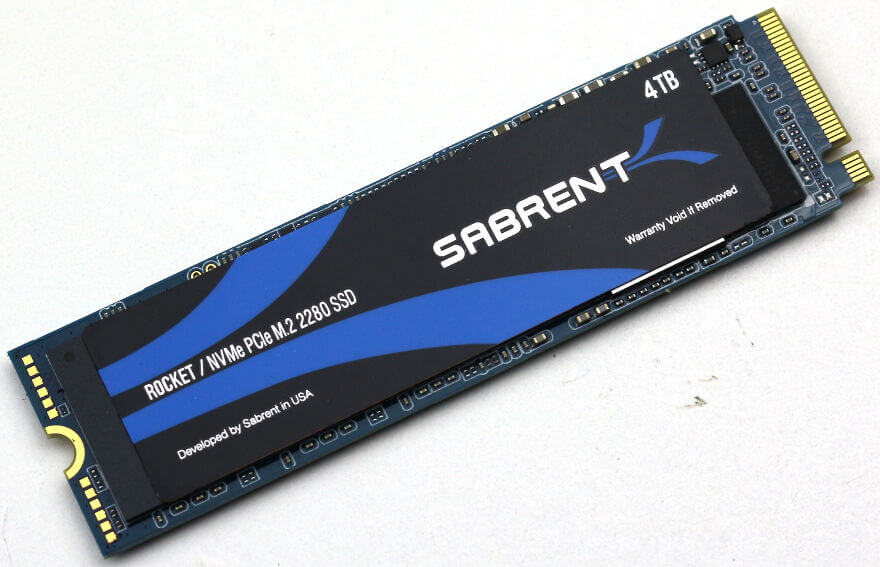 4TB
SABRENT
Warranty Void If Removed
ROCKET / NVMe PCIe M.2 2280 SSD
Developed by Sabrent in USA